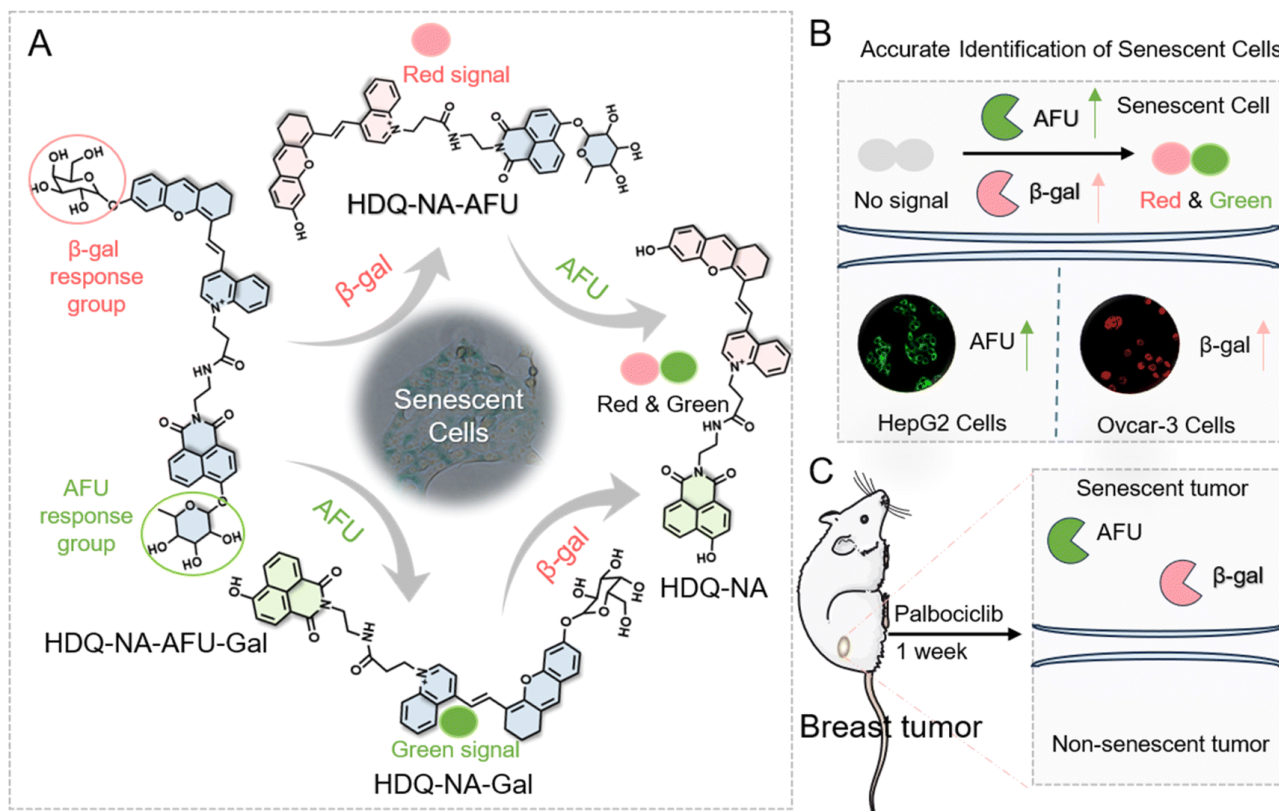 A
Red signal
HDQ-NA-AFU
β-gal
response
group
β-gal
AFU
Senescent
Cells
Red & Green
AFU
response
group
AFU
β-gal
HDQ-NA
HDQ-NA-AFU-Gal
Green signal
HDQ-NA-Gal
B
Accurate Identification of Senescent Cells
AFU
Senescent Cell
No signal
β-gal
Red & Green
AFU
β-gal
HepG2 Cells
Ovcar-3 Cells
C
Senescent tumor
AFU
β-gal
Palbociclib
1 week
Breast tumor
Non-senescent tumor